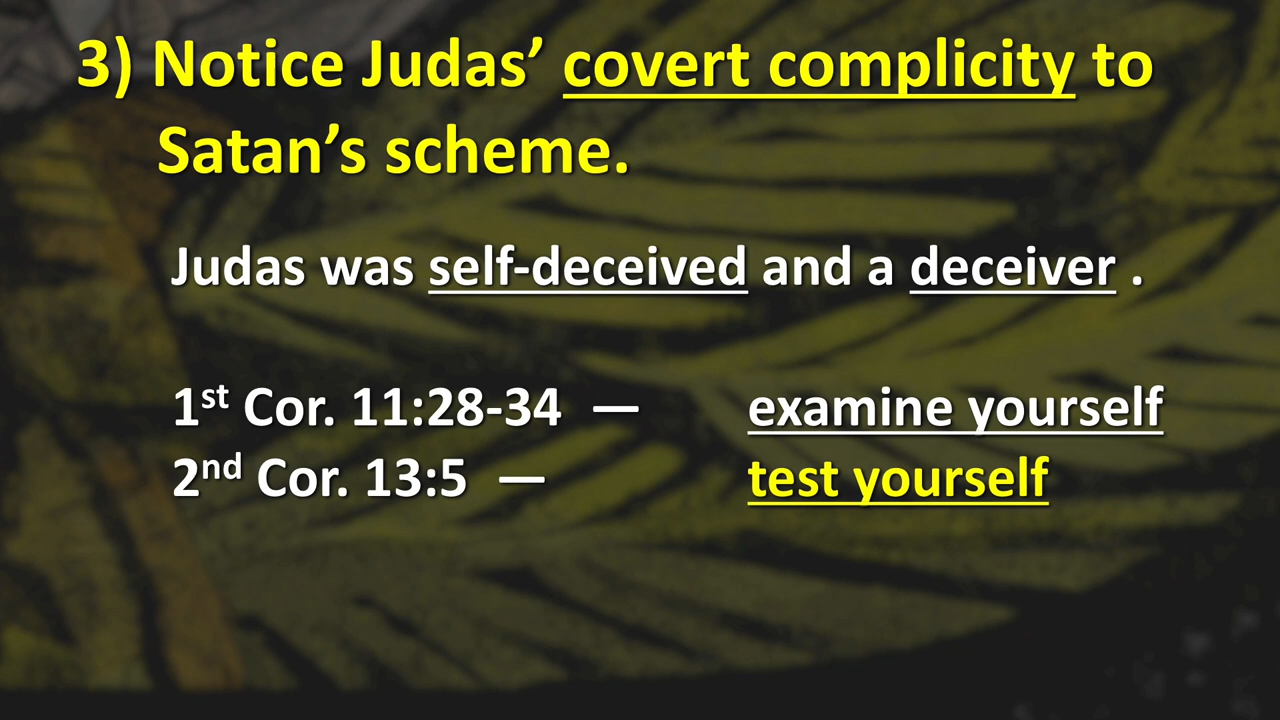 3) Notice Judas’ covert complicity to
Satan’s scheme.
Judas was self-deceived and a deceiver .
1st Cor. 11:28-34 — examine yourself
2nd Cor. 13:5 — test yourself